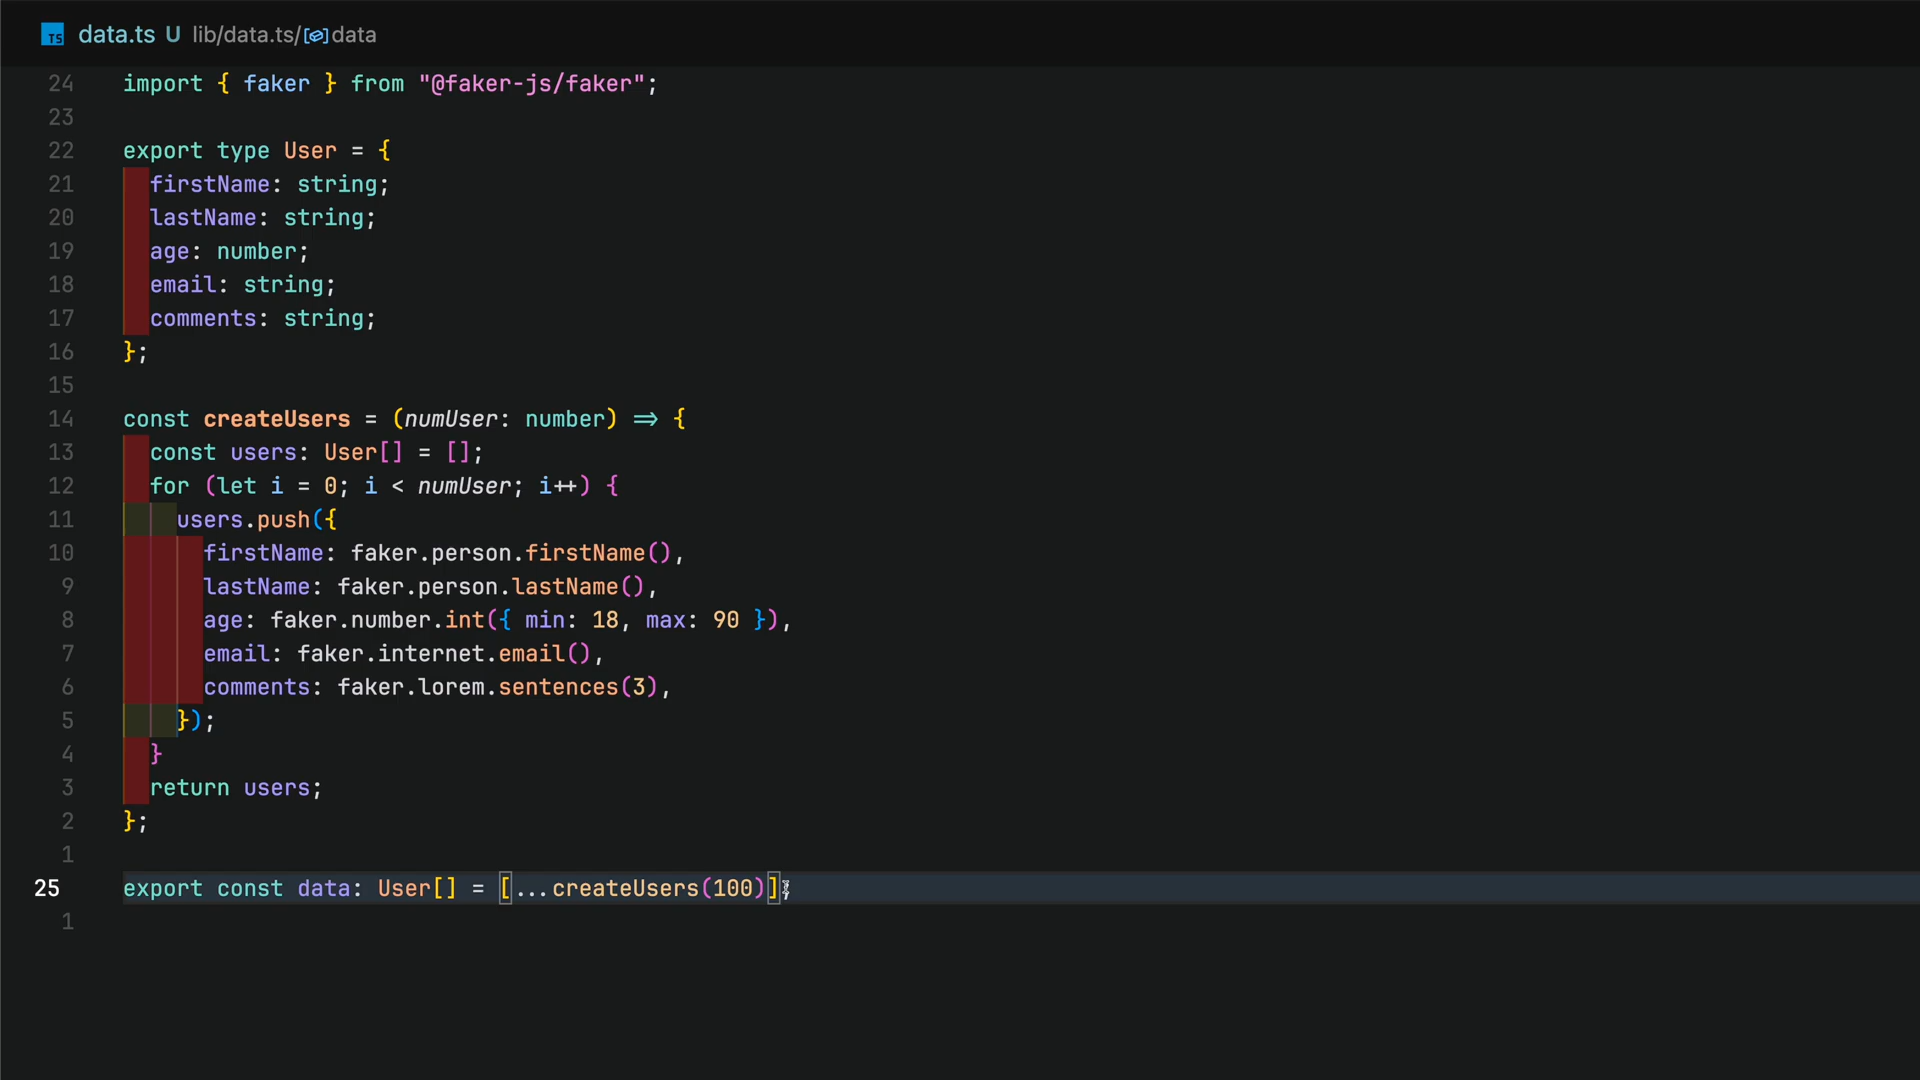 TS data.ts U lib/data.ts/data
24 import { faker } from "@faker-js/faker";
23
22 export type User = {
21 firstName: string;
20 lastName: string;
19 age: number;
18 email: string;
17 comments: string;
16 };
15
14 const createUsers = (numUser: number) => {
13 const users: User[] = [];
12 for (let i = 0; i < numUser; i++) {
11 users.push({
10 firstName: faker.person.firstName(),
9 lastName: faker.person.lastName(),
8 age: faker.number.int({ min: 18, max: 90 }),
7 email: faker.internet.email(),
6 comments: faker.lorem.sentences(3),
5 });
4 }
3 return users;
2 };
1
25 export const data: User[] = [...createUsers(100)];
1